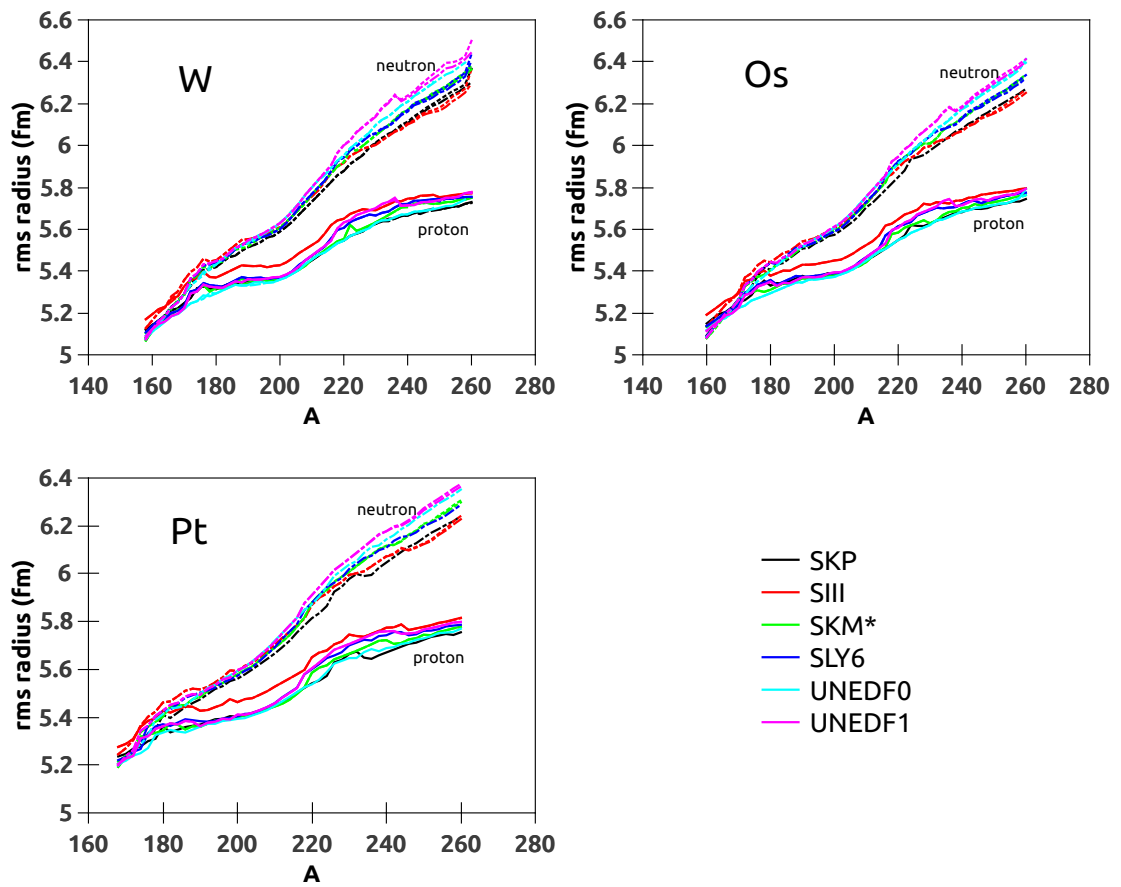 W
neutron
proton
rms radius (fm)
6.6
6.4
6.2
6
5.8
5.6
5.4
5.2
5
140 160 180 200 220 240 260 280
A
Os
neutron
proton
rms radius (fm)
6.6
6.4
6.2
6
5.8
5.6
5.4
5.2
5
140 160 180 200 220 240 260 280
A
Pt
neutron
proton
rms radius (fm)
6.4
6.2
6
5.8
5.6
5.4
5.2
5
160 180 200 220 240 260 280
A
SKP
SIII
SKM*
SLY6
UNEDF0
UNEDF1